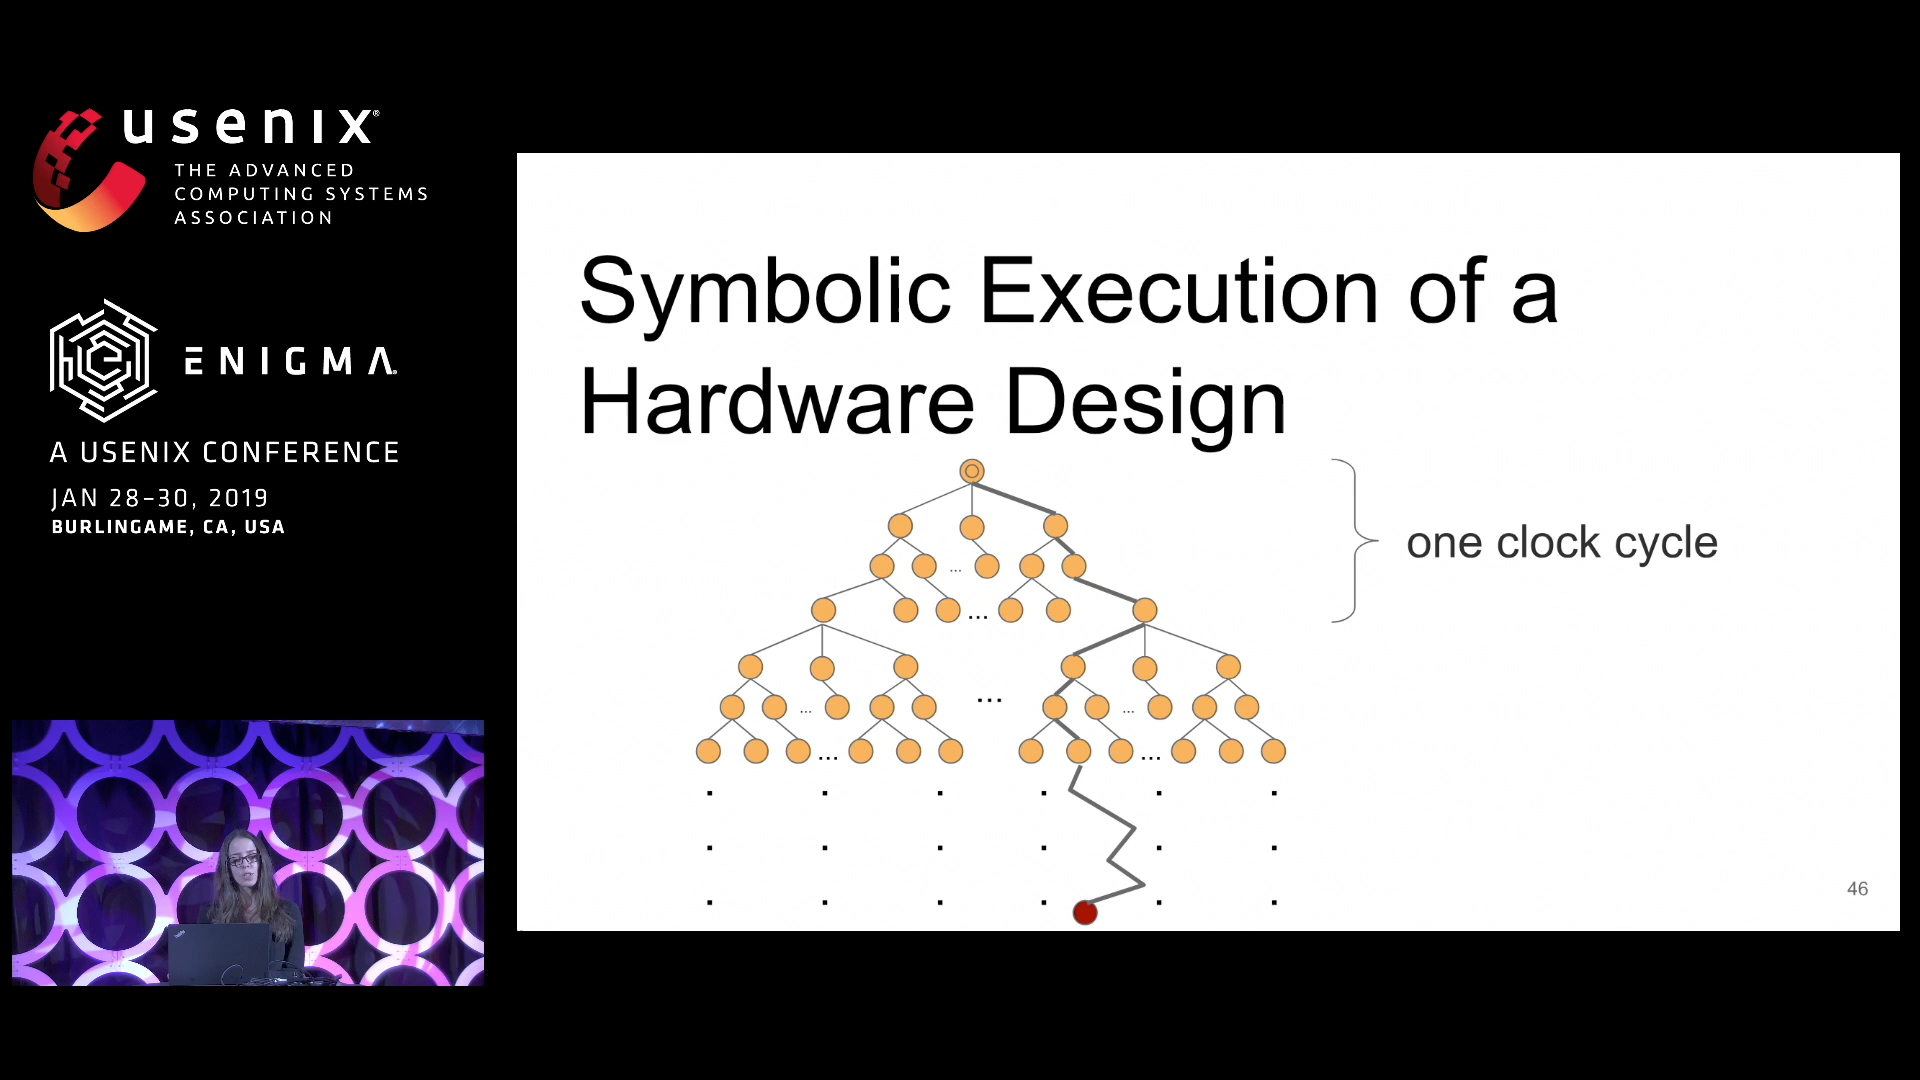 usenix®
THE ADVANCED
COMPUTING SYSTEMS
ASSOCIATION
ENIGMA
A USENIX CONFERENCE
JAN 28–30, 2019
BURLINGAME, CA, USA
Symbolic Execution of a
Hardware Design
one clock cycle
...
...
...
...
...
...
...
46